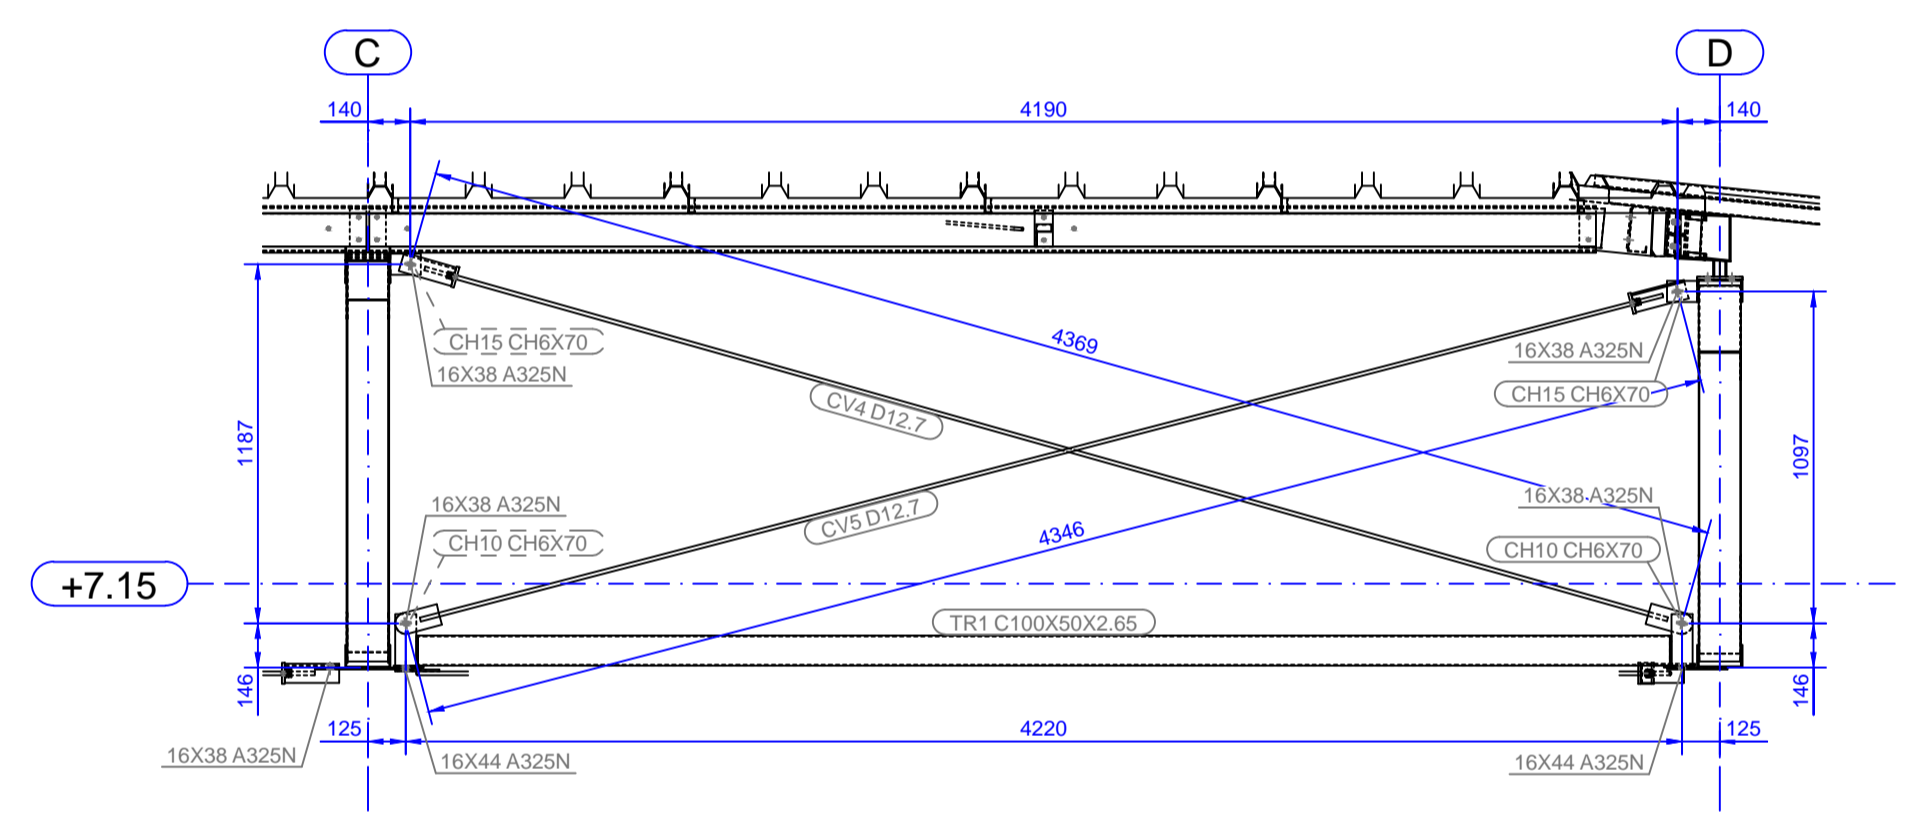 C
D
140
4190
140
CH15 CH6X70
16X38 A325N
4369
16X38 A325N
CH15 CH6X70
CV4 D12.7
1187
1097
16X38 A325N
16X38 A325N
CV5 D12.7
4346
CH10 CH6X70
CH10 CH6X70
+7.15
TR1 C100X50X2.65
146
146
125
4220
125
16X38 A325N
16X44 A325N
16X44 A325N